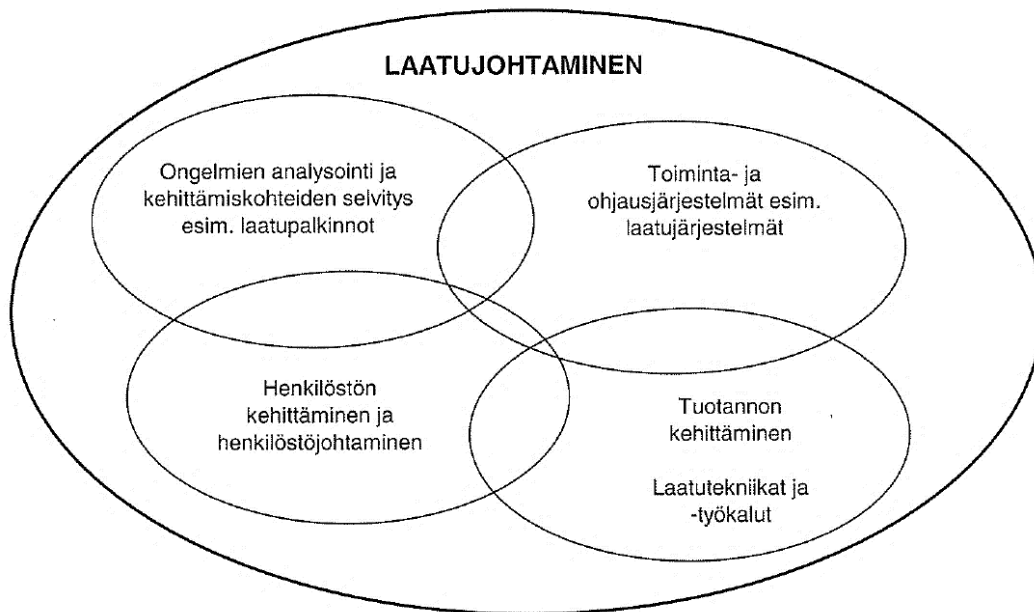 LAATUJOHTAMINEN
Ongelmien analysointi ja
kehittämiskohteiden selvitys
esim. laatupalkinnot
Toiminta- ja
ohjausjärjestelmät esim.
laatujärjestelmät
Henkilöstön
kehittäminen ja
henkilöstöjohtaminen
Tuotannon
kehittäminen
Laatutekniikat ja
-työkalut